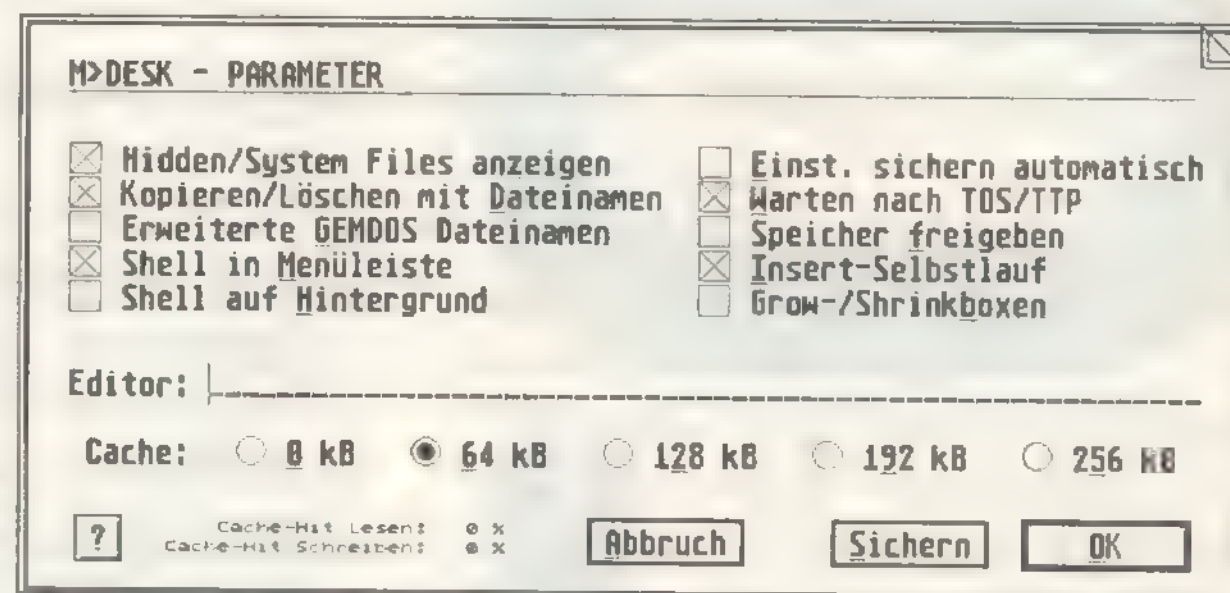 M>DESK - PARAMETER
Hidden/System Files anzeigen
Kopieren/Löschen mit Dateinamen
Erweiterte GEMDOS Dateinamen
Shell in Menüleiste
Shell auf Hintergrund
Einst. sichern automatisch
Warten nach TOS/TTP
Speicher freigeben
Insert-Selbstlauf
Grow-/Shrinkboxen
Editor:
Cache: 0 kB 64 kB 128 kB 192 kB 256 kB
? Cache-Hit Lesen: 0 %
Cache-Hit Schreiben: 0 %
Abbruch Sichern OK